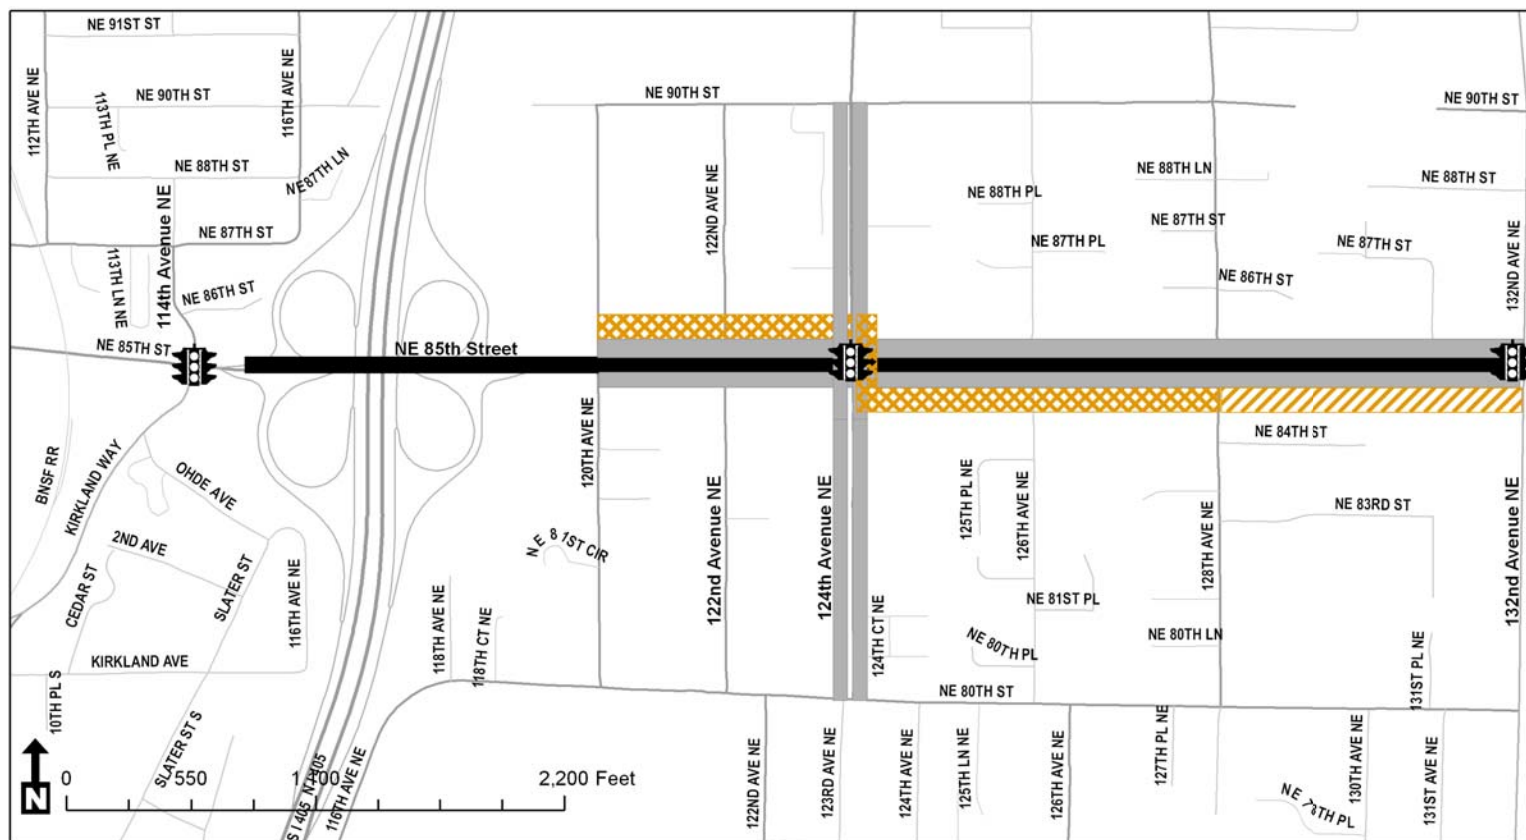 NE 91ST ST
112TH AVE NE
116TH AVE NE
NE 90TH ST
113TH PL NE
NE 88TH ST
NE87TH LN
114th Avenue NE
NE 87TH ST
113TH LN NE
NE 86TH ST
NE 85TH ST
NE 85th Street
NE 90TH ST
122ND AVE NE
NE 90TH ST
NE 88TH LN
NE 88TH ST
NE 88TH PL
NE 87TH ST
NE 87TH PL
NE 87TH ST
NE 86TH ST
132ND AVE NE
BNSF RR
KIRKLAND WAY
OHDE AVE
2ND AVE
CEDAR ST
SLATER ST
116TH AVE NE
KIRKLAND AVE
10TH PL S
SLATER ST S
120TH AVE NE
NE 81ST CIR
118TH AVE NE
118TH CT NE
122nd Avenue NE
124th Avenue NE
124TH CT NE
125TH PL NE
126TH AVE NE
128TH AVE NE
NE 84TH ST
NE 83RD ST
132nd Avenue NE
NE 81ST PL
NE 80TH PL
NE 80TH LN
131ST PL NE
NE 80TH ST
122ND AVE NE
123RD AVE NE
124TH AVE NE
125TH LN NE
126TH AVE NE
127TH PL NE
NE 78TH PL
130TH AVE NE
131ST AVE NE
S I 405 N I 405
116TH AVE NE
N
0 550 1,100 2,200 Feet